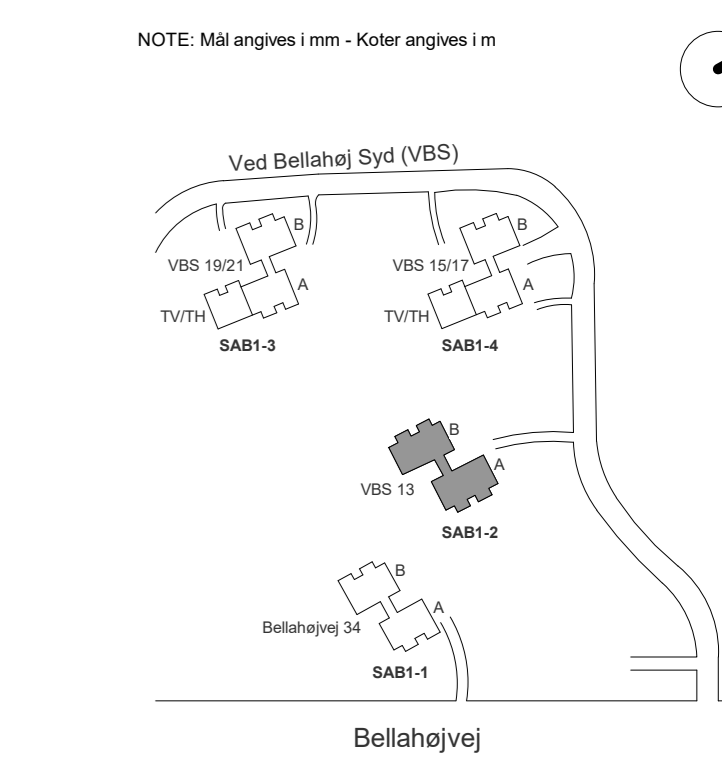 NOTE: Mål angives i mm - Koter angives i m
Ved Bellahøj Syd (VBS)
B
VBS 19/21
A
TV/TH
SAB1-3
B
VBS 15/17
A
TV/TH
SAB1-4
B
A
VBS 13
SAB1-2
B
A
Bellahøjvej 34
SAB1-1
Bellahøjvej